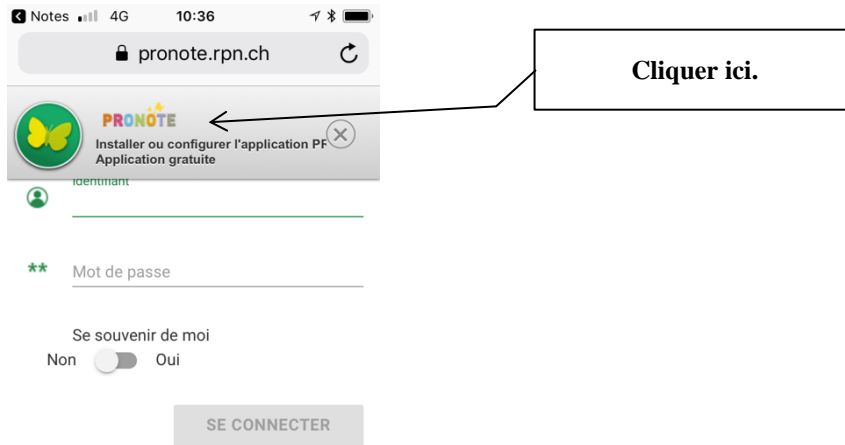 Notes 4G 10:36
pronote.rpn.ch
Cliquer ici.
PRONOTE
Installer ou configurer l'application PR
Application gratuite
Identifiant
** Mot de passe
Se souvenir de moi
Non Oui
SE CONNECTER